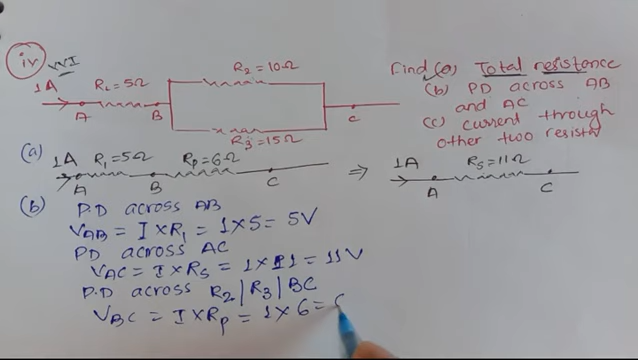 iv VVI
R₂ = 10Ω
1A R₁ = 5Ω
A B C
R₃ = 15Ω
Find (a) Total resistance
(b) PD across AB
and AC
(c) current through
other two resistor
(a) 1A R₁ = 5Ω Rp = 6Ω ⇒ 1A Rs = 11Ω
A B C A C
(b) P.D across AB
VAB = I × R₁ = 1 × 5 = 5V
PD across AC
VAC = I × Rs = 1 × 11 = 11V
P.D across R₂ | R₃ | BC
VBC = I × Rp = 1 × 6 =